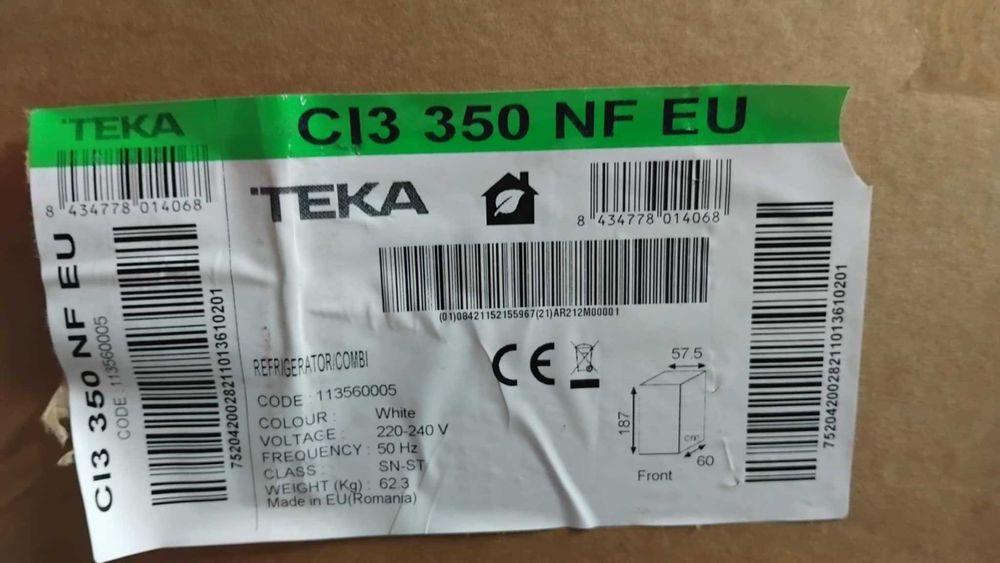 TEKA
CI3 350 NF EU
8 434778 014068
CI3 350 NF EU
CODE : 113560005
7520420028211013610201
TEKA
8 434778 014068
(01)08421152155967(21)AR212M00001
CE
REFRIGERATOR/COMBI
CODE : 113560005
COLOUR : White
VOLTAGE : 220-240 V
FREQUENCY : 50 Hz
CLASS : SN-ST
WEIGHT (Kg) : 62.3
Made in EU(Romania)
57.5
187
cm
60
Front
7520420028211013610201